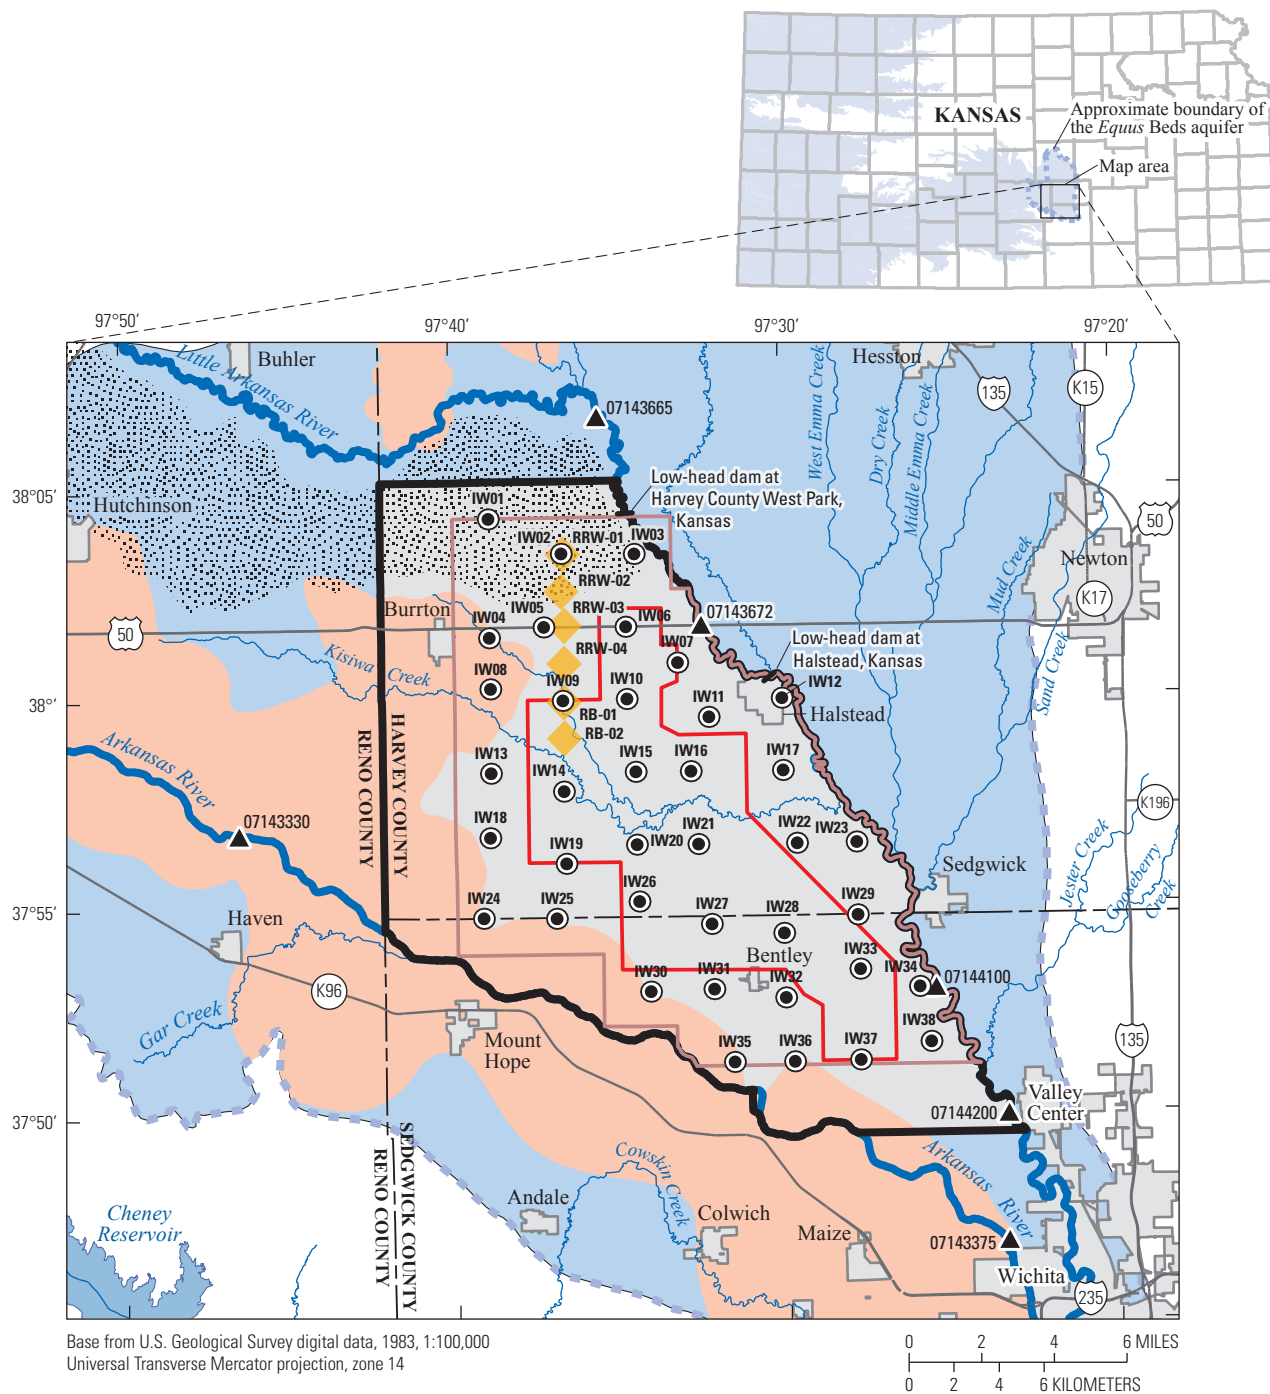 KANSAS
Approximate boundary of
the Equus Beds aquifer
Map area
97°50'
97°40'
97°30'
97°20'
Buhler
Hesston
Little Arkansas River
135
K15
07143665
West Emma Creek
Dry Creek
Middle Emma Creek
38°05'
Hutchinson
Low-head dam at
Harvey County West Park,
Kansas
50
IW01
IW02
RRW-01
IW03
Newton
RRW-02
Mud Creek
K17
Burrton
RRW-03
07143672
IW04
IW05
IW06
50
IW07
Low-head dam at
Halstead, Kansas
Kisiwa Creek
RRW-04
Sand Creek
IW08
IW09
IW10
IW12
38°'
RB-01
IW11
Halstead
RB-02
HARVEY COUNTY
RENO COUNTY
Arkansas River
IW13
IW14
IW15
IW16
IW17
K196
07143330
IW18
IW19
IW20
IW21
IW22
IW23
Jester Creek
Gooseberry
Creek
Sedgwick
37°55'
Haven
IW24
IW25
IW26
IW27
IW28
IW29
Bentley
IW33
IW34
07144100
K96
IW30
IW31
IW32
Gar Creek
Mount
Hope
IW35
IW36
IW37
IW38
135
37°50'
07144200
Valley
Center
SEDGWICK COUNTY
RENO COUNTY
Cowskin Creek
Arkansas River
Cheney
Reservoir
Andale
Colwich
Maize
07143375
Wichita
235
Base from U.S. Geological Survey digital data, 1983, 1:100,000
Universal Transverse Mercator projection, zone 14
0 2 4 6 MILES
0 2 4 6 KILOMETERS